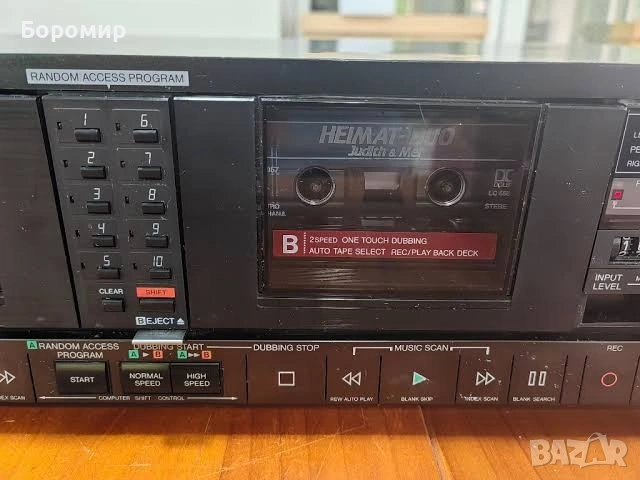 Боромир
RANDOM ACCESS PROGRAM
1 6
2 7
3 8
4 9
5 10
CLEAR SHIFT
B EJECT
HEIMAT-DUO
Judith & Mel
B 2 SPEED ONE TOUCH DUBBING
AUTO TAPE SELECT REC/PLAY BACK DECK
INPUT
LEVEL
A RANDOM ACCESS
PROGRAM
START
DUBBING START
A B A B
NORMAL
SPEED
HIGH
SPEED
COMPUTER SHIFT CONTROL
DUBBING STOP
MUSIC SCAN
REW AUTO PLAY
BLANK SKIP
INDEX SCAN
BLANK SEARCH
REC
BAZAR